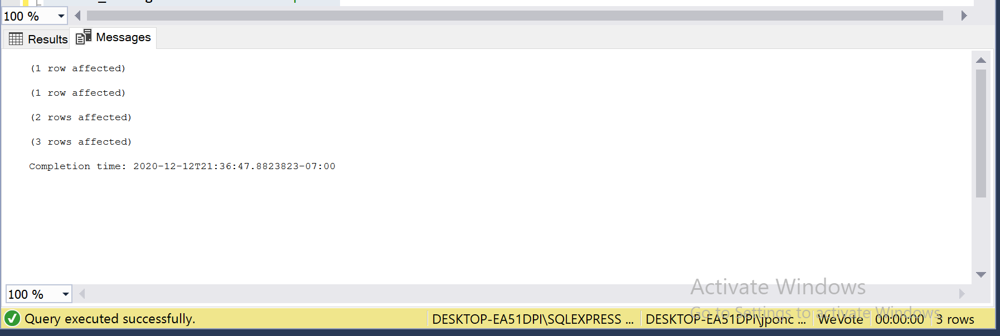 100 %
Results Messages
(1 row affected)
(1 row affected)
(2 rows affected)
(3 rows affected)
Completion time: 2020-12-12T21:36:47.8823823-07:00
100 %
Activate Windows
Go to Settings to activate Windows.
Query executed successfully. DESKTOP-EA51DPI\SQLEXPRESS ... DESKTOP-EA51DPI\jponc ... WeVote 00:00:00 3 rows